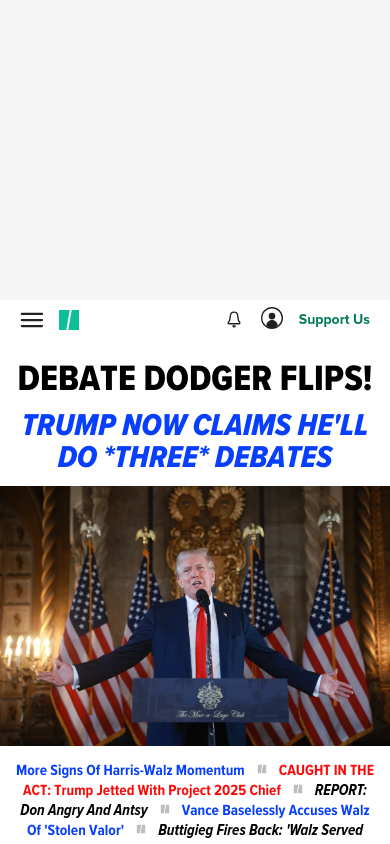 Support Us
DEBATE DODGER FLIPS!
TRUMP NOW CLAIMS HE'LL
DO *THREE* DEBATES
The Mar-a-Lago Club
More Signs Of Harris-Walz Momentum " CAUGHT IN THE
ACT: Trump Jetted With Project 2025 Chief " REPORT:
Don Angry And Antsy " Vance Baselessly Accuses Walz
Of 'Stolen Valor' " Buttigieg Fires Back: 'Walz Served